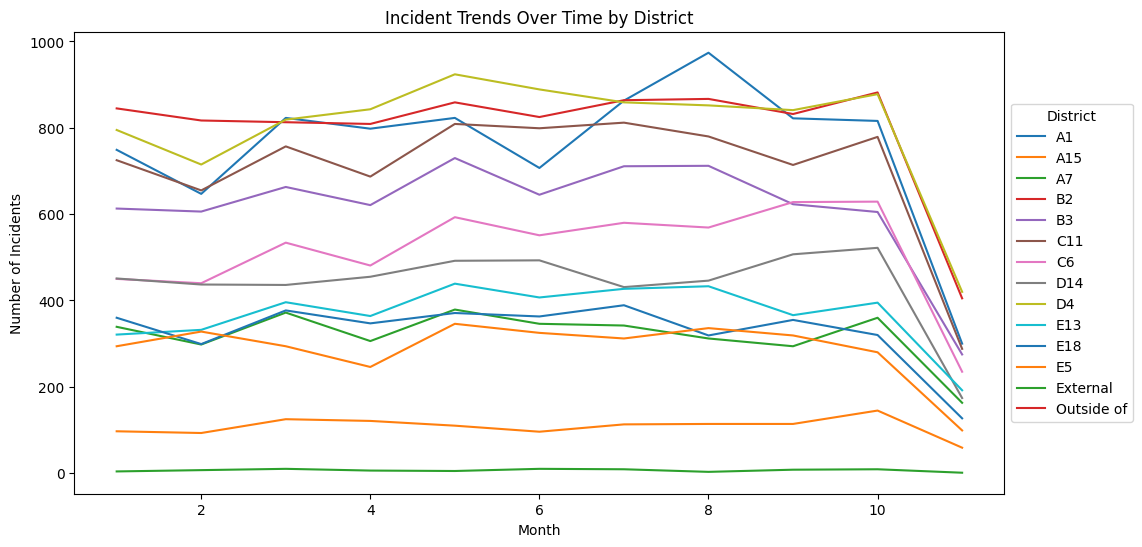 Incident Trends Over Time by District
Number of Incidents
1000
800
600
400
200
0
2
4
6
8
10
Month
District
A1
A15
A7
B2
B3
C11
C6
D14
D4
E13
E18
E5
External
Outside of